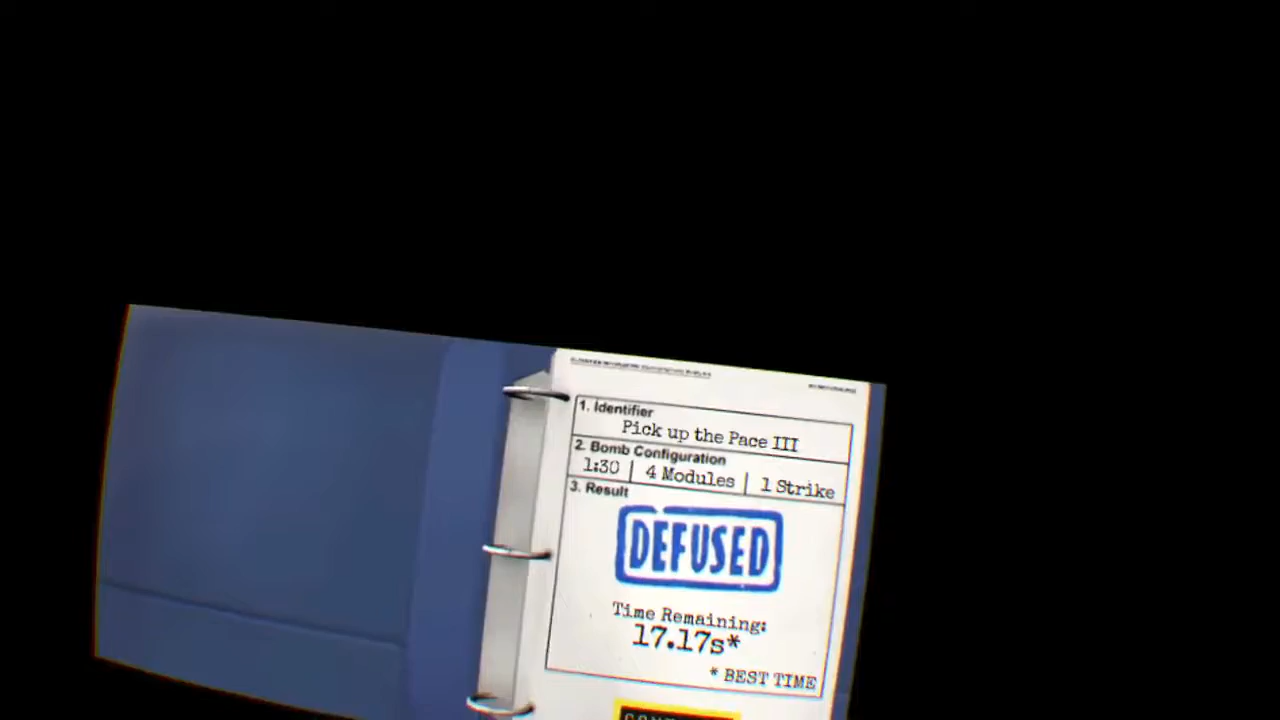 1. Identifier
Pick up the Pace III
2. Bomb Configuration
1:30 | 4 Modules | 1 Strike
3. Result
DEFUSED
Time Remaining:
17.17s*
* BEST TIME